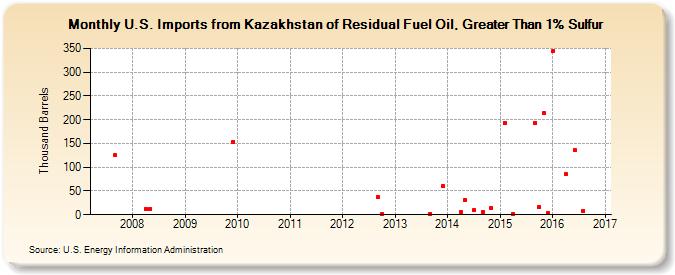 Monthly U.S. Imports from Kazakhstan of Residual Fuel Oil, Greater Than 1% Sulfur
Thousand Barrels
350
300
250
200
150
100
50
0
2008 2009 2010 2011 2012 2013 2014 2015 2016 2017
Source: U.S. Energy Information Administration